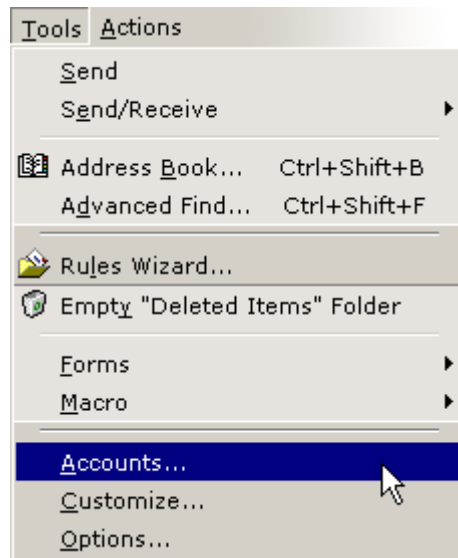 Tools Actions
Send
Send/Receive
Address Book... Ctrl+Shift+B
Advanced Find... Ctrl+Shift+F
Rules Wizard...
Empty "Deleted Items" Folder
Forms
Macro
Accounts...
Customize...
Options...